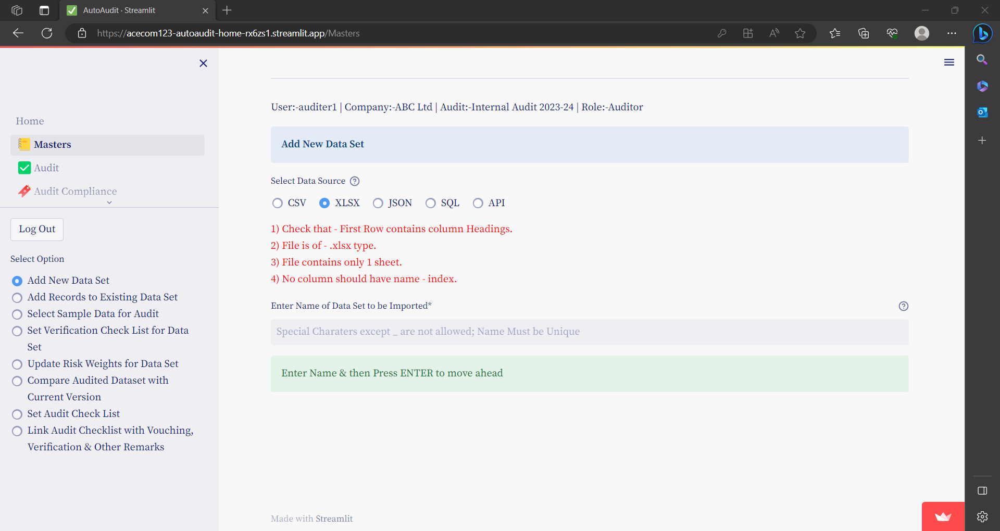 AutoAudit · Streamlit
https://acecom123-autoaudit-home-rx6zs1.streamlit.app/Masters
Home
Masters
Audit
Audit Compliance
Log Out
Select Option
Add New Data Set
Add Records to Existing Data Set
Select Sample Data for Audit
Set Verification Check List for Data
Set
Update Risk Weights for Data Set
Compare Audited Dataset with
Current Version
Set Audit Check List
Link Audit Checklist with Vouching,
Verification & Other Remarks
User:-auditer1 | Company:-ABC Ltd | Audit:-Internal Audit 2023-24 | Role:-Auditor
Add New Data Set
Select Data Source
CSV XLSX JSON SQL API
1) Check that - First Row contains column Headings.
2) File is of - .xlsx type.
3) File contains only 1 sheet.
4) No column should have name - index.
Enter Name of Data Set to be Imported*
Special Charaters except _ are not allowed; Name Must be Unique
Enter Name & then Press ENTER to move ahead
Made with Streamlit